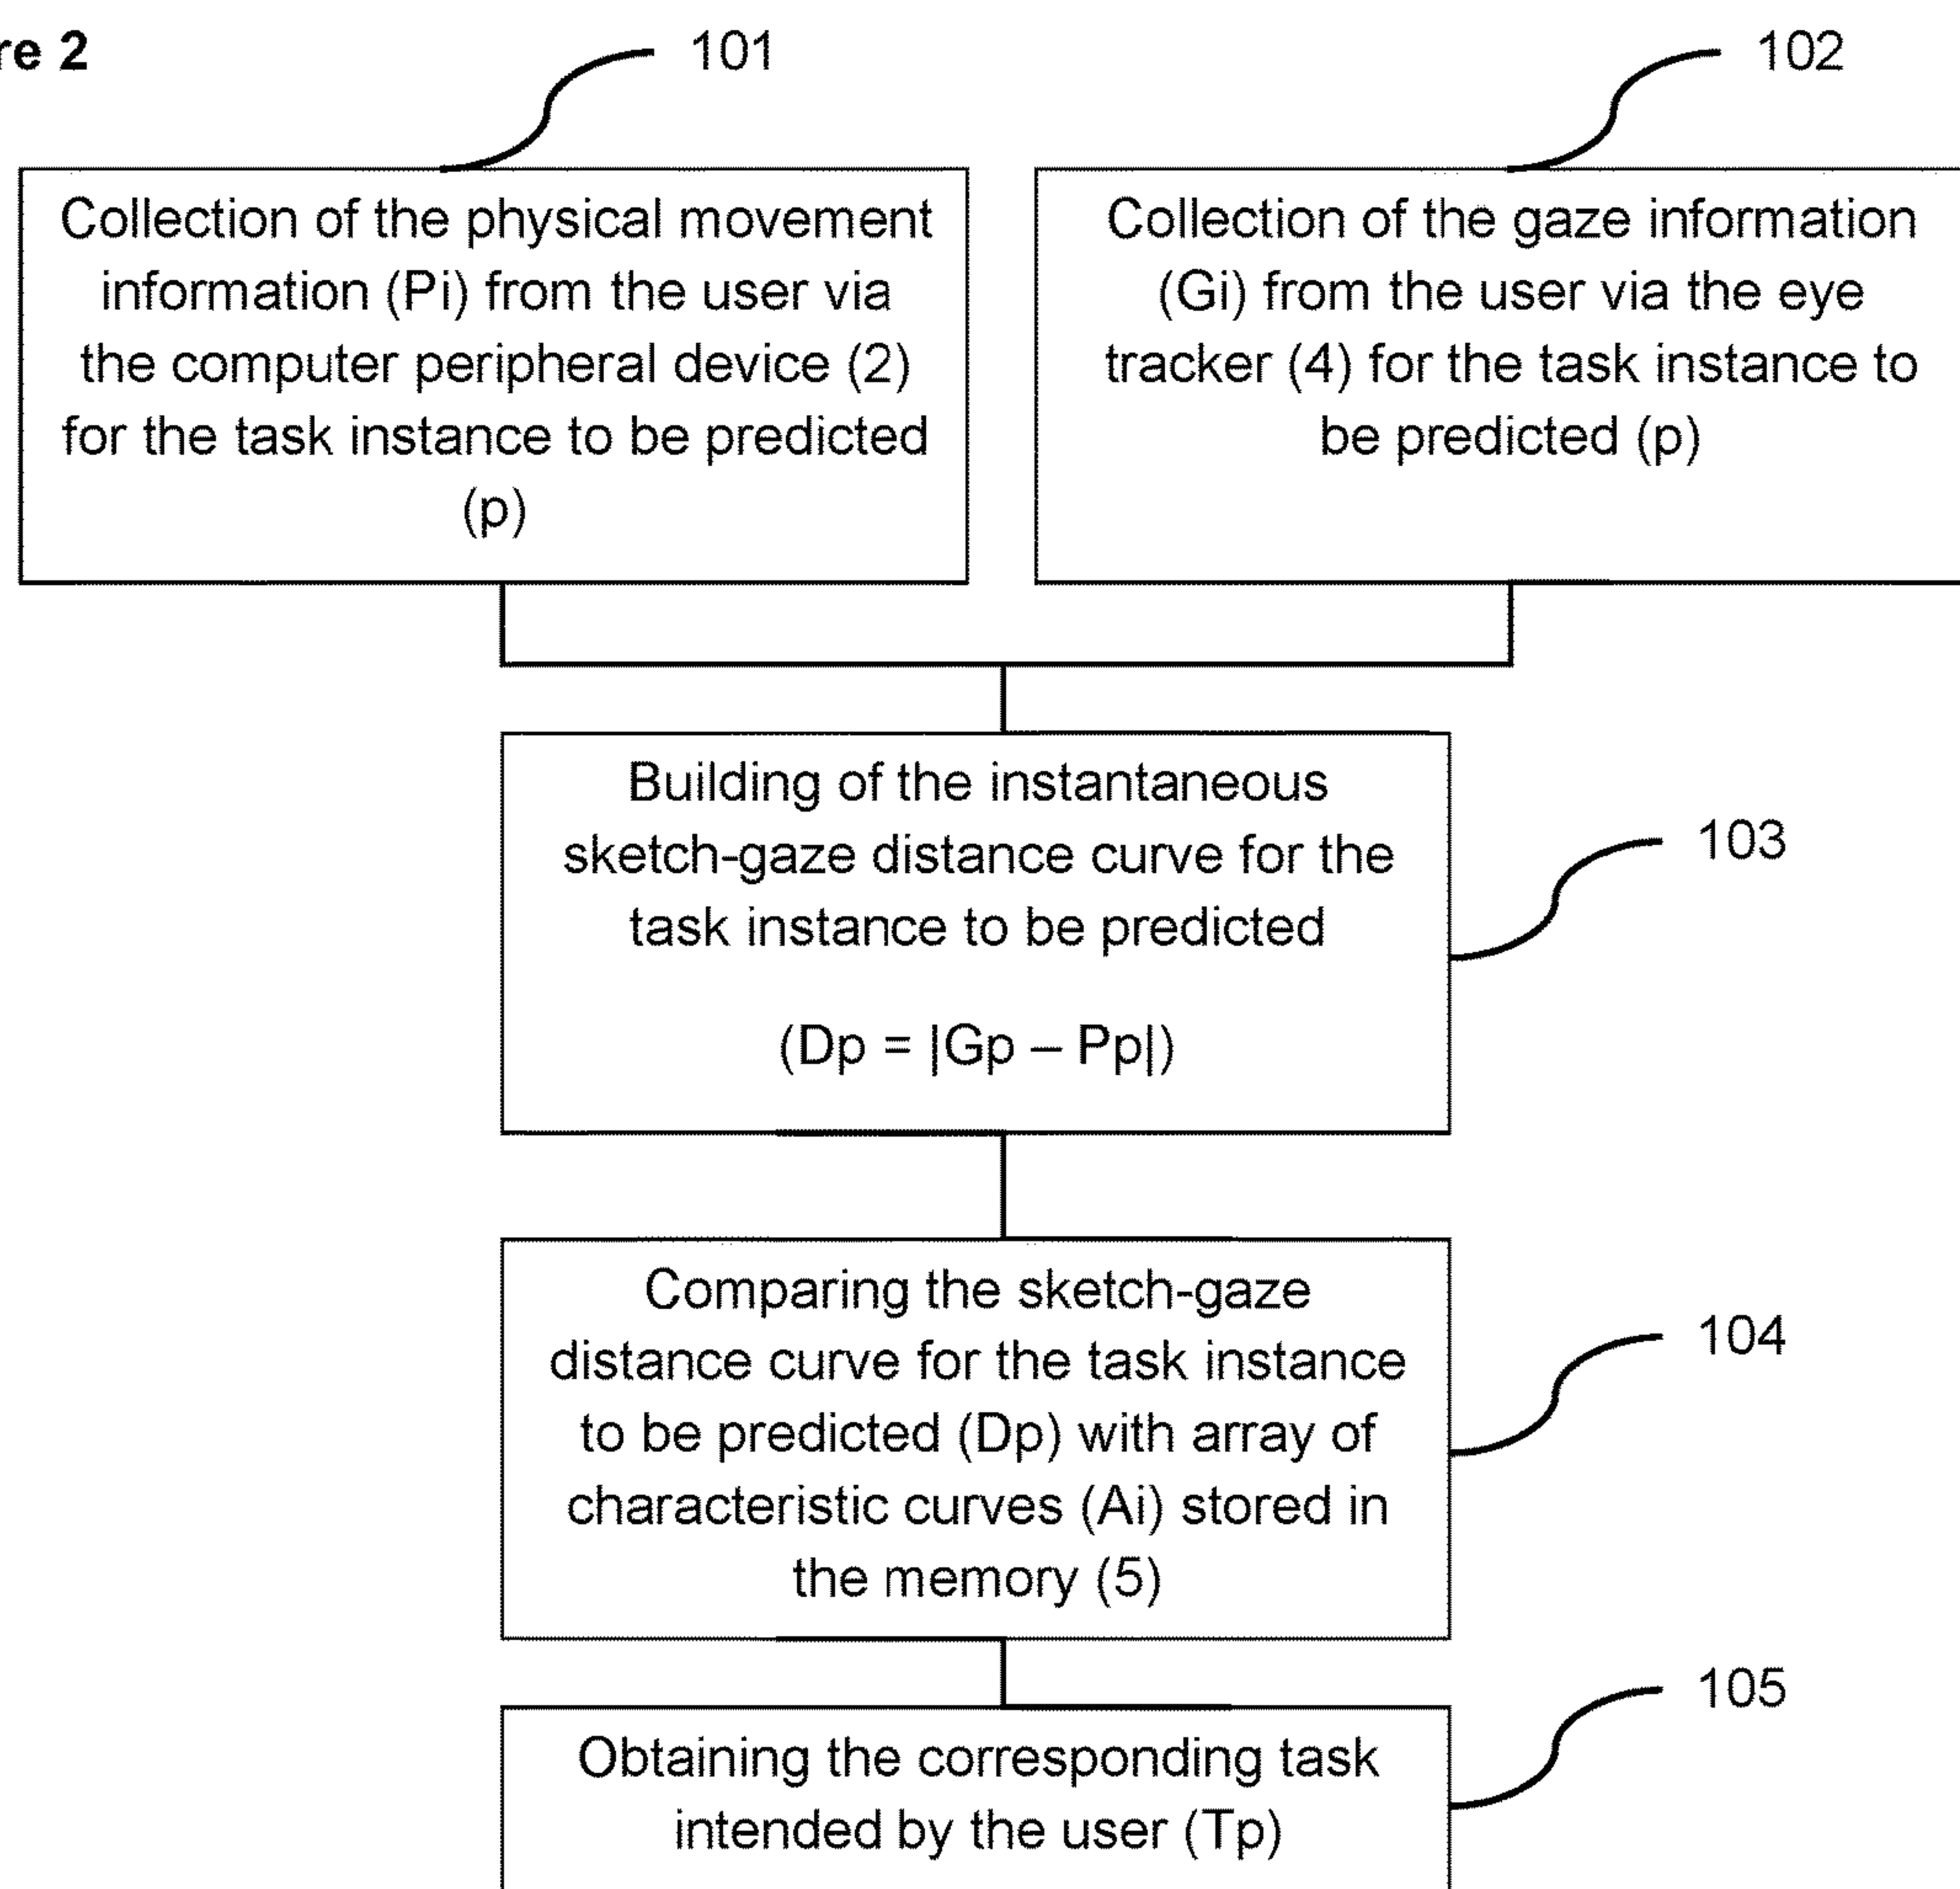 re 2
101
102
Collection of the physical movement
information (Pi) from the user via
the computer peripheral device (2)
for the task instance to be predicted
(p)
Collection of the gaze information
(Gi) from the user via the eye
tracker (4) for the task instance to
be predicted (p)
Building of the instantaneous
sketch-gaze distance curve for the
task instance to be predicted
(Dp = |Gp – Pp|)
103
Comparing the sketch-gaze
distance curve for the task instance
to be predicted (Dp) with array of
characteristic curves (Ai) stored in
the memory (5)
104
Obtaining the corresponding task
intended by the user (Tp)
105